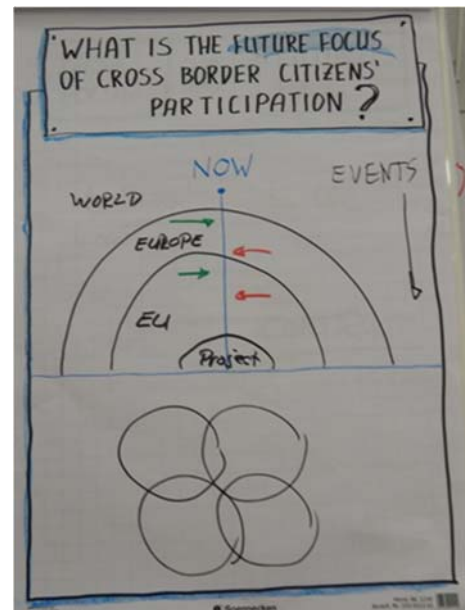 WHAT IS THE FUTURE FOCUS
OF CROSS BORDER CITIZENS'
PARTICIPATION?
NOW
EVENTS
WORLD
EUROPE
EU
Project